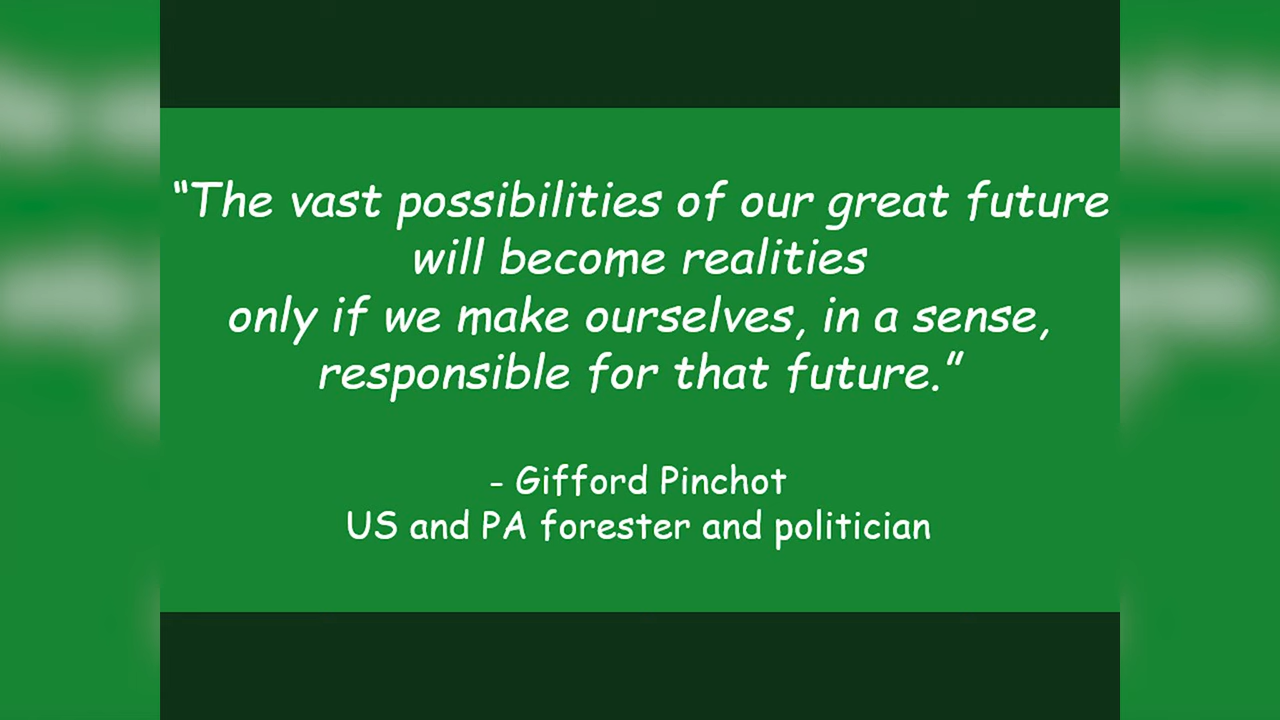 “The vast possibilities of our great future
will become realities
only if we make ourselves, in a sense,
responsible for that future.”
- Gifford Pinchot
US and PA forester and politician